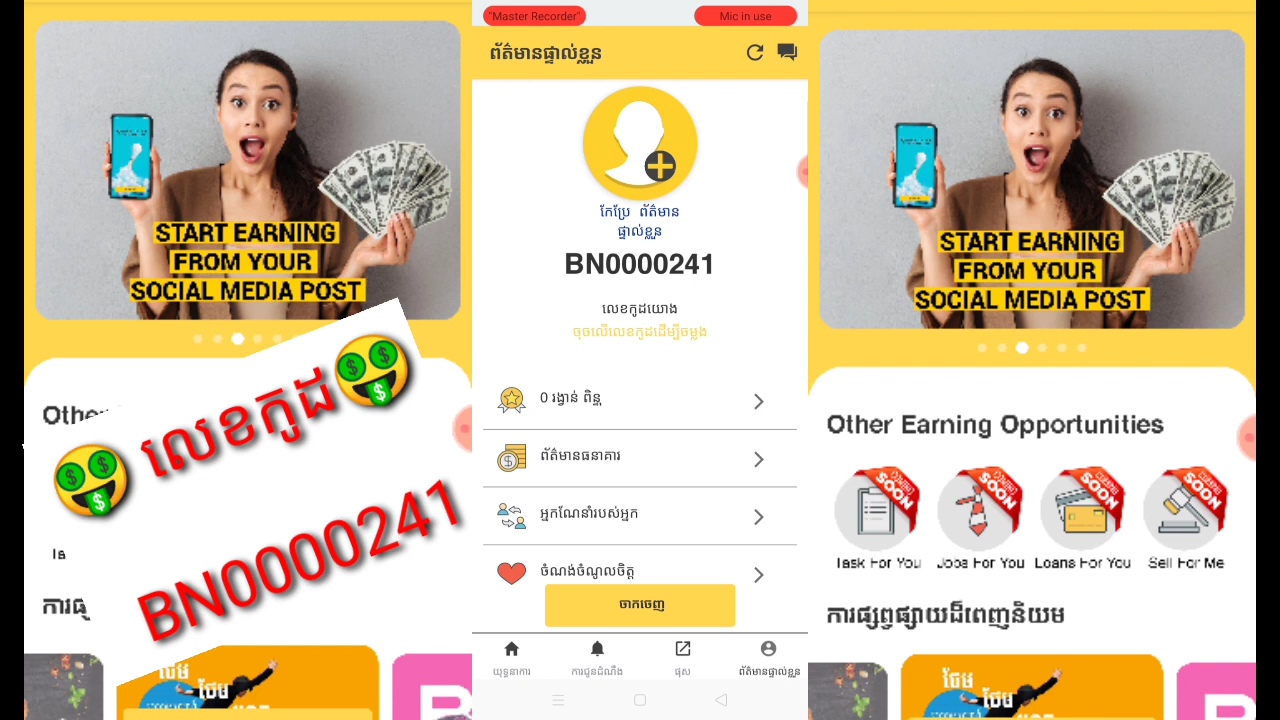 START EARNING
FROM YOUR
SOCIAL MEDIA POST
លេខកូដ
BN0000241
"Master Recorder"
Mic in use
ព័ត៌មានផ្ទាល់ខ្លួន
កែប្រែ ព័ត៌មាន
ផ្ទាល់ខ្លួន
BN0000241
លេខកូដយោង
ចុចលើលេខកូដដើម្បីចម្លង
0 រង្វាន់ ពិន្ទុ
ព័ត៌មានធនាគារ
អ្នកណែនាំរបស់អ្នក
ចំណង់ចំណូលចិត្ត
ចាកចេញ
យុទ្ធនាការ
ការជូនដំណឹង
ផុស
ព័ត៌មានផ្ទាល់ខ្លួន
START EARNING
FROM YOUR
SOCIAL MEDIA POST
Other Earning Opportunities
SOON
SOON
SOON
SOON
Task For You
Jobs For You
Loans For You
Sell For Me
ការផ្សព្វផ្សាយដ៏ពេញនិយម
ថែម
ថែម
ថែម
ថែម